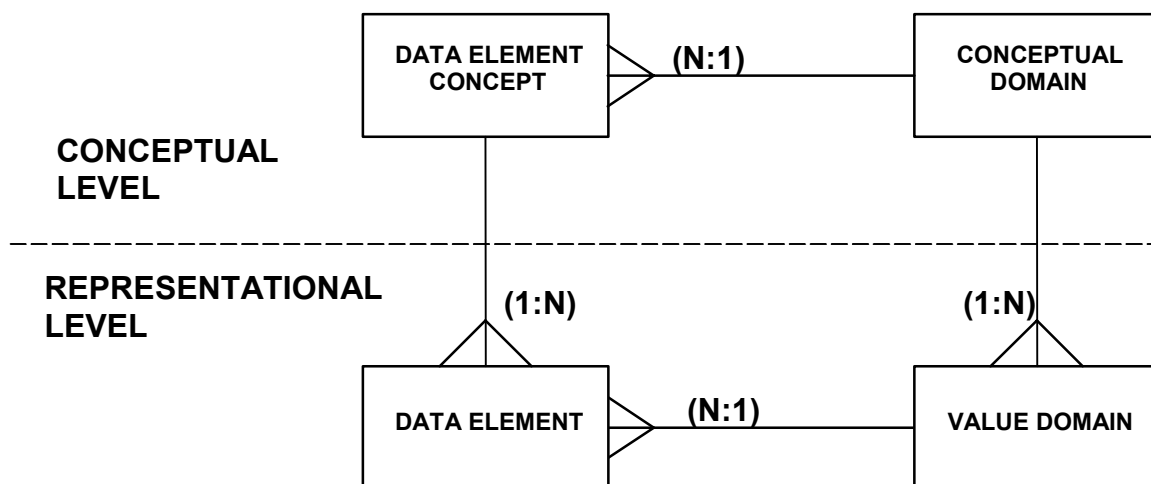 DATA ELEMENT
CONCEPT
(N:1)
CONCEPTUAL
DOMAIN
CONCEPTUAL
LEVEL
REPRESENTATIONAL
LEVEL
(1:N)
(1:N)
DATA ELEMENT
(N:1)
VALUE DOMAIN